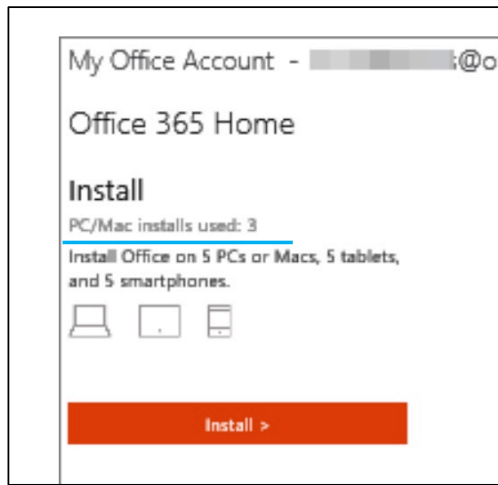 My Office Account - @o
Office 365 Home
Install
PC/Mac installs used: 3
Install Office on 5 PCs or Macs, 5 tablets,
and 5 smartphones.
Install >